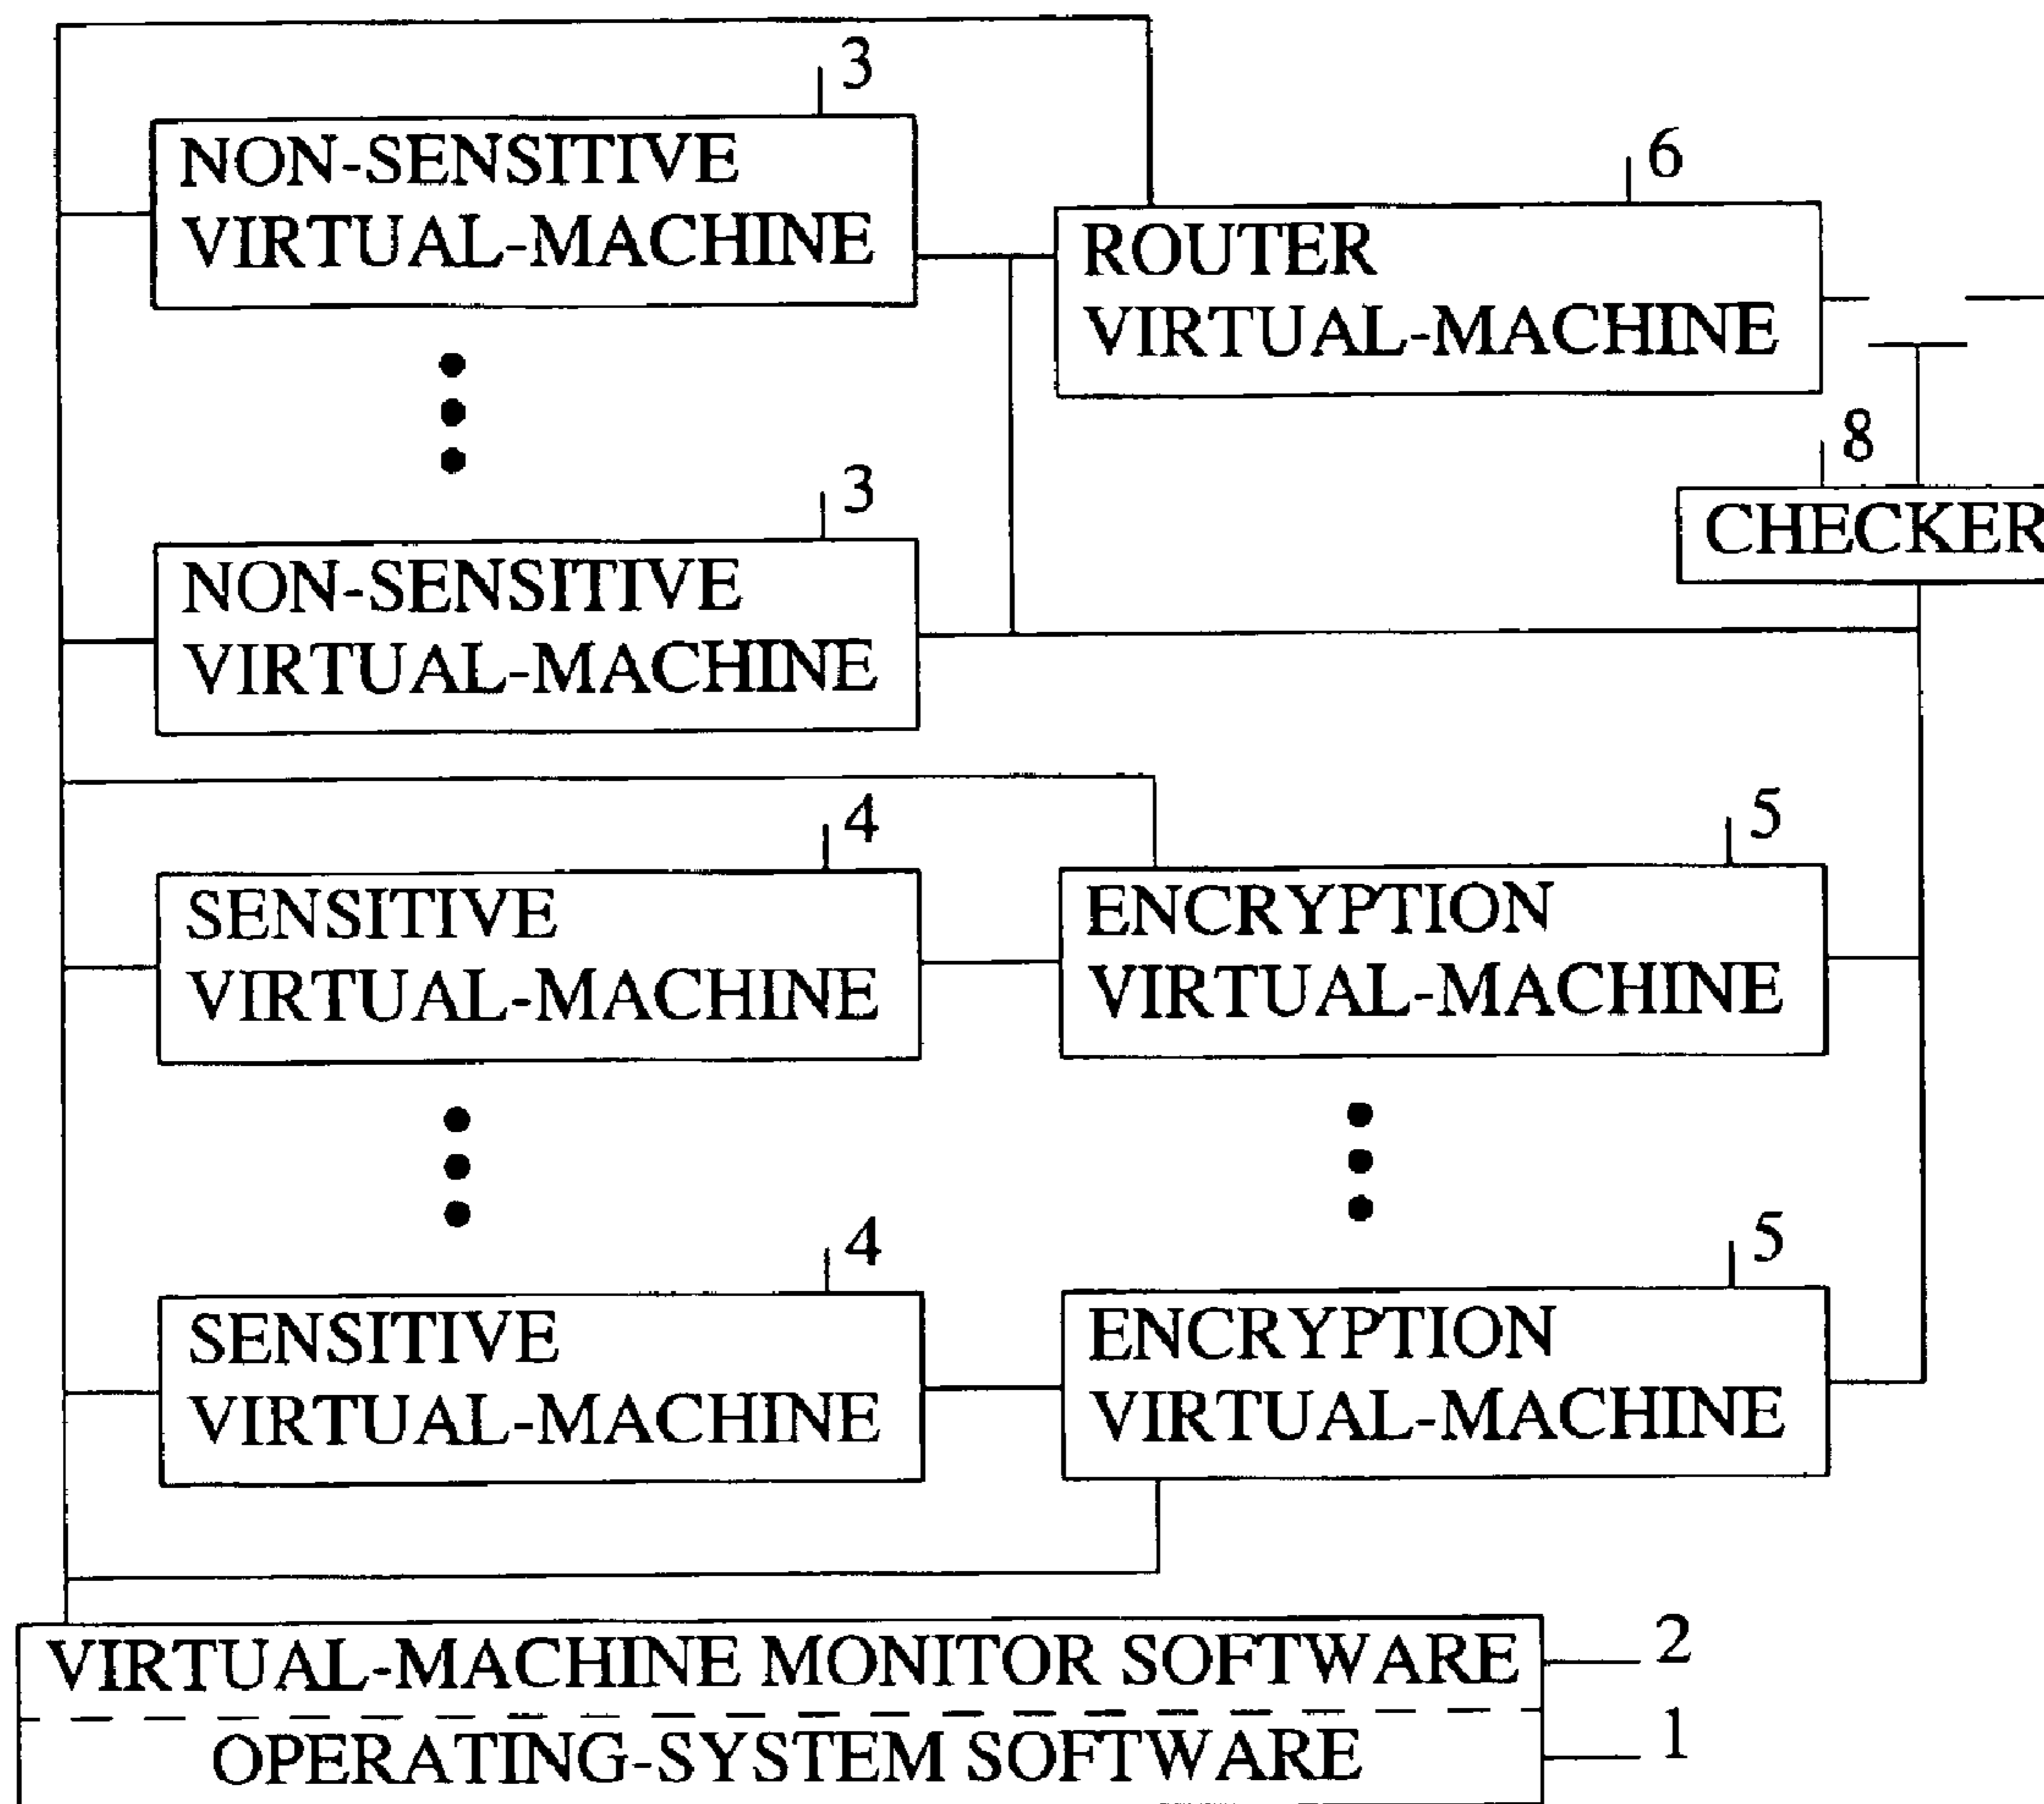 3
NON-SENSITIVE
VIRTUAL-MACHINE
6
ROUTER
VIRTUAL-MACHINE
8
CHECKER
3
NON-SENSITIVE
VIRTUAL-MACHINE
4
SENSITIVE
VIRTUAL-MACHINE
5
ENCRYPTION
VIRTUAL-MACHINE
4
SENSITIVE
VIRTUAL-MACHINE
5
ENCRYPTION
VIRTUAL-MACHINE
VIRTUAL-MACHINE MONITOR SOFTWARE 2
OPERATING-SYSTEM SOFTWARE 1